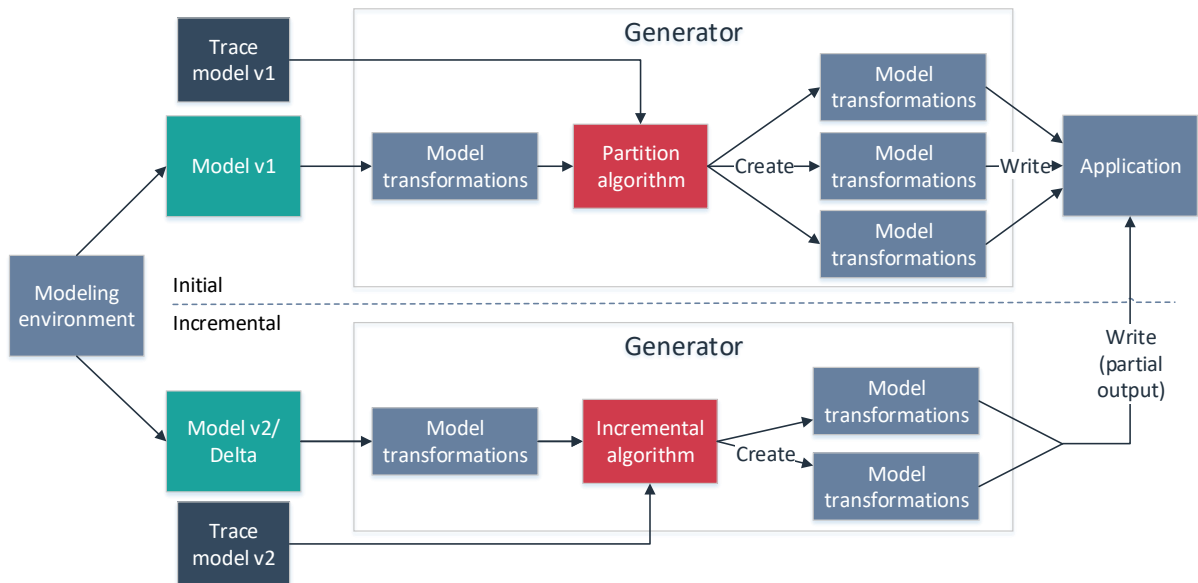 Trace
model v1
Generator
Model
transformations
Model v1
Model
transformations
Partition
algorithm
Create
Model
transformations
Write
Application
Model
transformations
Modeling
environment
Initial
Incremental
Generator
Write
(partial
output)
Model
transformations
Model v2/
Delta
Model
transformations
Incremental
algorithm
Create
Model
transformations
Trace
model v2